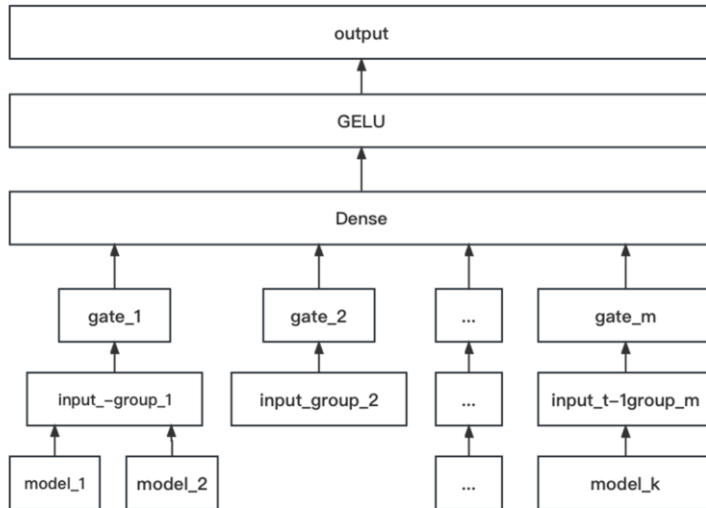 output
GELU
Dense
gate_1
gate_2
...
gate_m
input_-group_1
input_group_2
...
input_t-1group_m
model_1
model_2
...
model_k